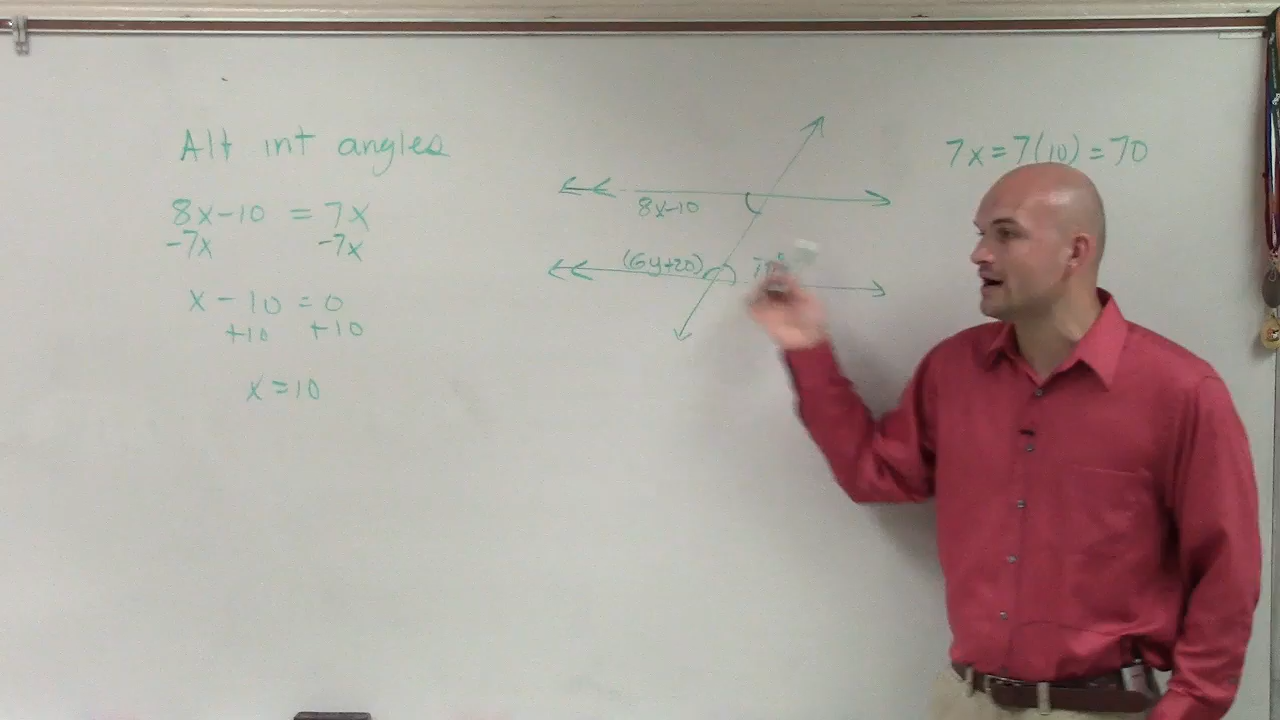 Alt int angles
8x-10 = 7x
-7x -7x
x - 10 = 0
+10 +10
x = 10
8x-10
(6y+20)
7x = 7(10) = 70